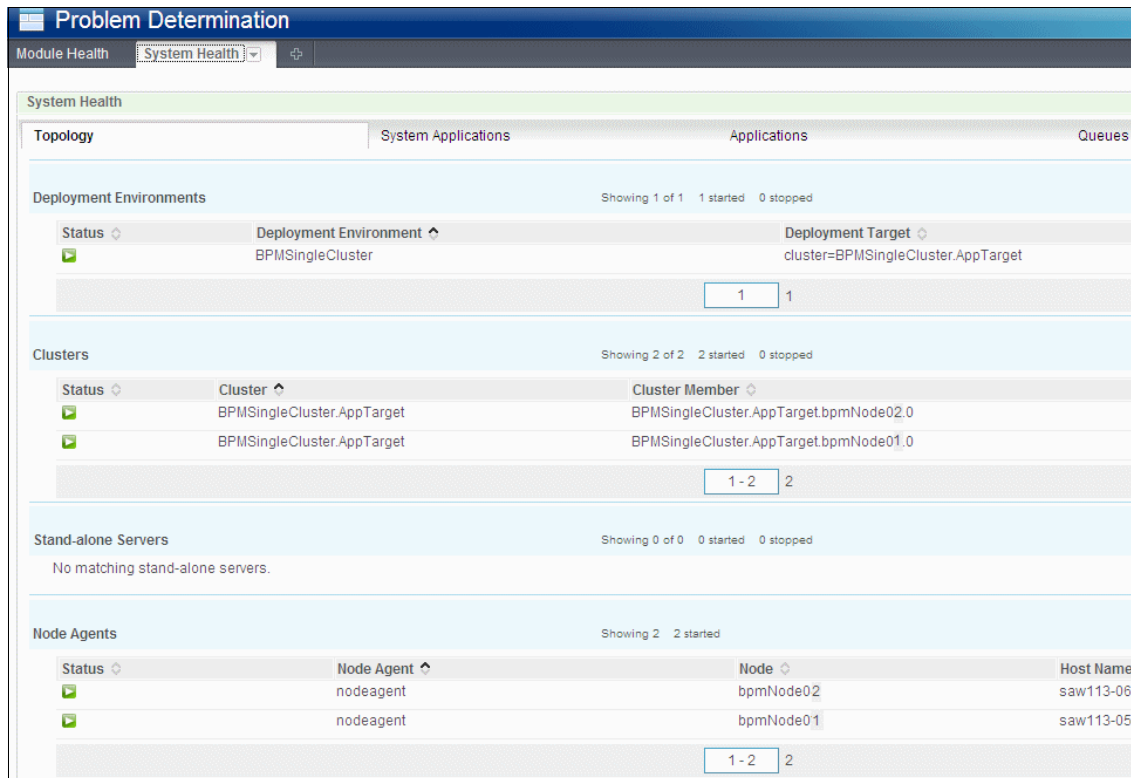 Problem Determination
Module Health System Health
System Health
Topology System Applications Applications Queues
Deployment Environments Showing 1 of 1 1 started 0 stopped
Status Deployment Environment Deployment Target
BPMSingleCluster cluster=BPMSingleCluster.AppTarget
1 1
Clusters Showing 2 of 2 2 started 0 stopped
Status Cluster Cluster Member
BPMSingleCluster.AppTarget BPMSingleCluster.AppTarget.bpmNode02.0
BPMSingleCluster.AppTarget BPMSingleCluster.AppTarget.bpmNode01.0
1 - 2 2
Stand-alone Servers Showing 0 of 0 0 started 0 stopped
No matching stand-alone servers.
Node Agents Showing 2 2 started
Status Node Agent Node Host Name
nodeagent bpmNode02 saw113-06
nodeagent bpmNode01 saw113-05
1 - 2 2